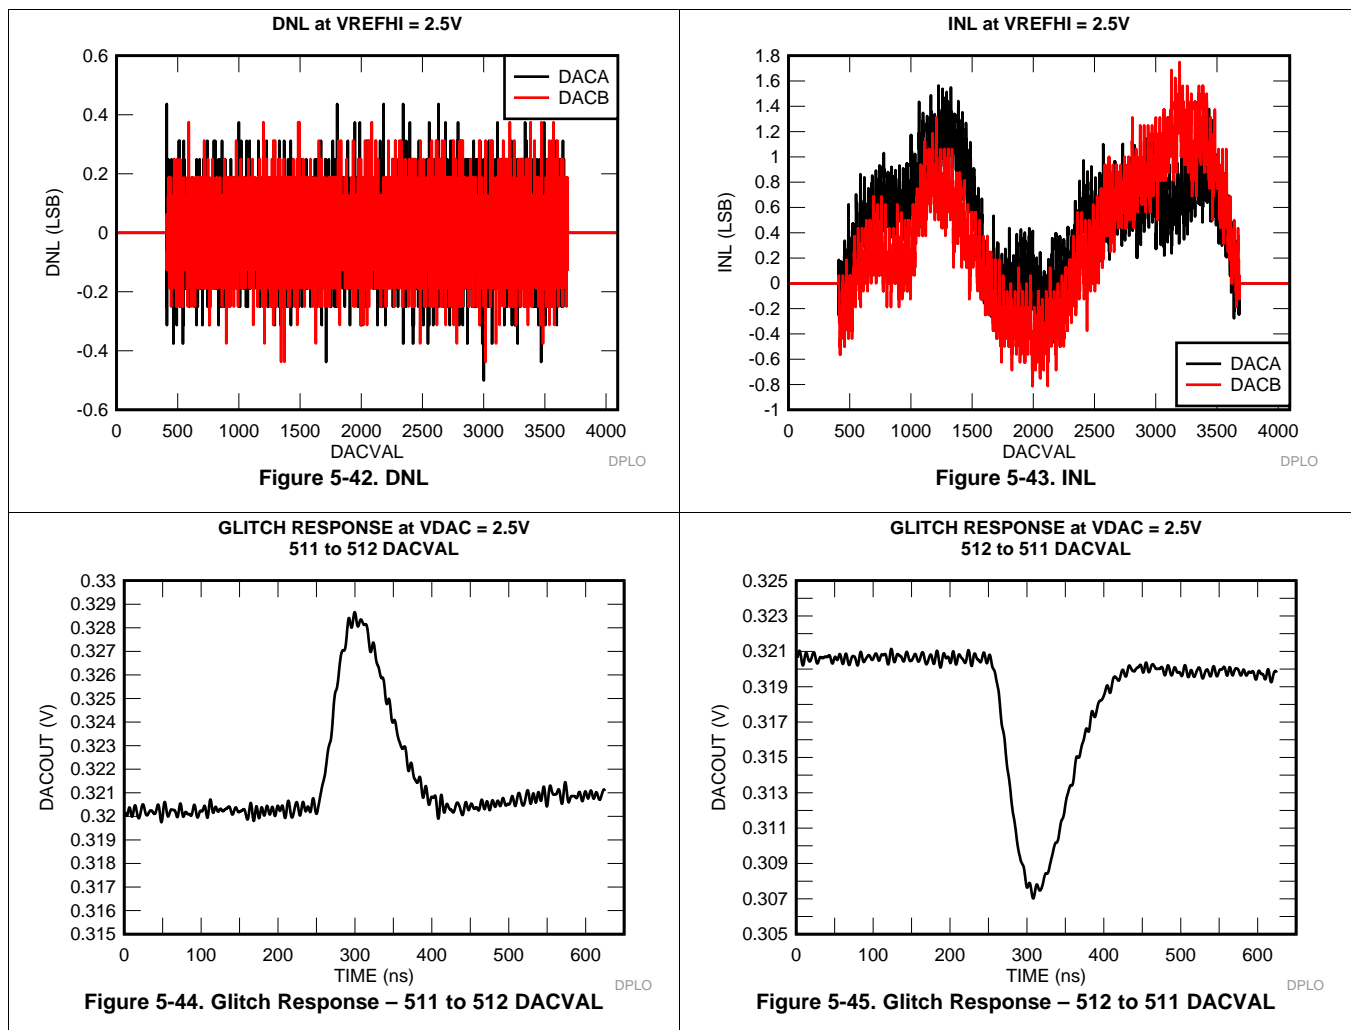 DNL at VREFHI = 2.5V
0.6
0.4
0.2
0
-0.2
-0.4
-0.6
DNL (LSB)
DACA
DACB
0 500 1000 1500 2000 2500 3000 3500 4000
DACVAL
DPLO
Figure 5-42. DNL
INL at VREFHI = 2.5V
1.8
1.6
1.4
1.2
1
0.8
0.6
0.4
0.2
0
-0.2
-0.4
-0.6
-0.8
-1
INL (LSB)
DACA
DACB
0 500 1000 1500 2000 2500 3000 3500 4000
DACVAL
DPLO
Figure 5-43. INL
GLITCH RESPONSE at VDAC = 2.5V
511 to 512 DACVAL
0.33
0.329
0.328
0.327
0.326
0.325
0.324
0.323
0.322
0.321
0.32
0.319
0.318
0.317
0.316
0.315
DACOUT (V)
0 100 200 300 400 500 600
TIME (ns)
DPLO
Figure 5-44. Glitch Response – 511 to 512 DACVAL
GLITCH RESPONSE at VDAC = 2.5V
512 to 511 DACVAL
0.325
0.323
0.321
0.319
0.317
0.315
0.313
0.311
0.309
0.307
0.305
DACOUT (V)
0 100 200 300 400 500 600
TIME (ns)
DPLO
Figure 5-45. Glitch Response – 512 to 511 DACVAL